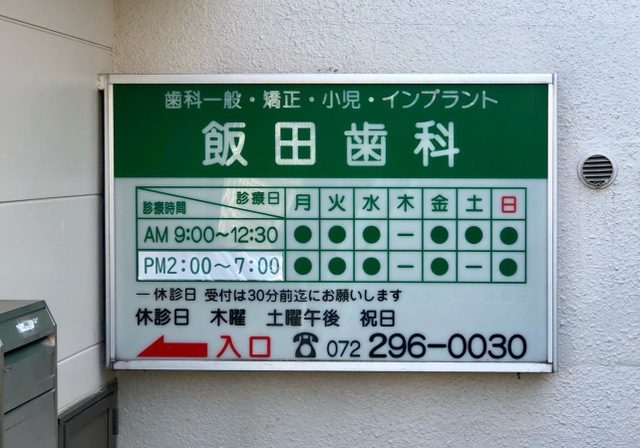 歯科一般・矯正・小児・インプラント
飯田歯科
診療日 月 火 水 木 金 土 日
診療時間
AM 9:00~12:30 ● ● ● － ● ● ●
PM2:00～7:00 ● ● ● － ● － ●
－休診日 受付は30分前迄にお願いします
休診日 木曜 土曜午後 祝日
入口 ☎ 072 296-0030